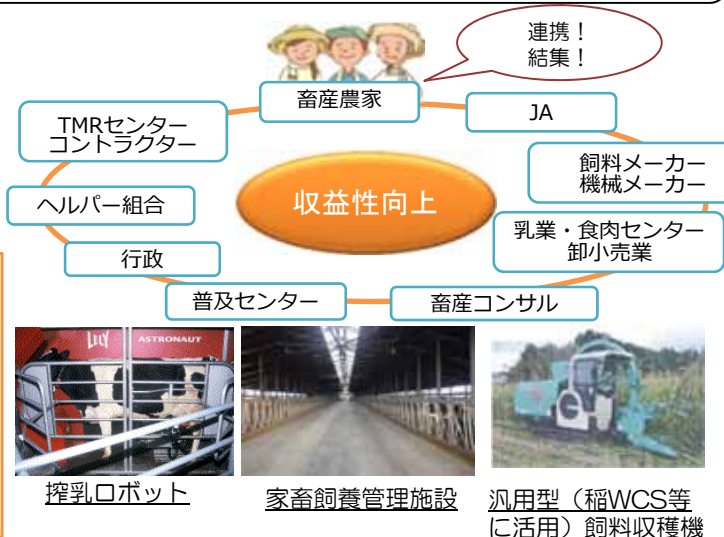 連携！
結集！
畜産農家
JA
TMRセンター
コントラクター
飼料メーカー
機械メーカー
ヘルパー組合
収益性向上
乳業・食肉センター
卸小売業
行政
普及センター
畜産コンサル
LELY ASTRONAUT
搾乳ロボット
家畜飼養管理施設
汎用型（稲WCS等
に活用）飼料収穫機